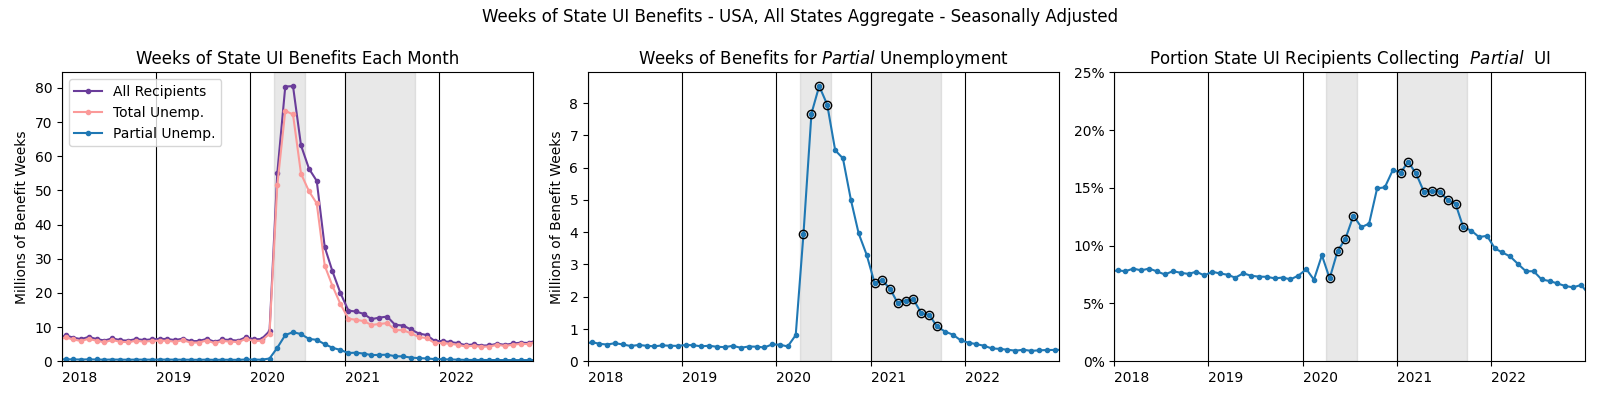 Weeks of State UI Benefits - USA, All States Aggregate - Seasonally Adjusted
Weeks of State UI Benefits Each Month
Millions of Benefit Weeks
80
70
60
50
40
30
20
10
0
All Recipients
Total Unemp.
Partial Unemp.
2018 2019 2020 2021 2022
Weeks of Benefits for Partial Unemployment
Millions of Benefit Weeks
8
7
6
5
4
3
2
1
0
2018 2019 2020 2021 2022
Portion State UI Recipients Collecting Partial UI
25%
20%
15%
10%
5%
0%
2018 2019 2020 2021 2022